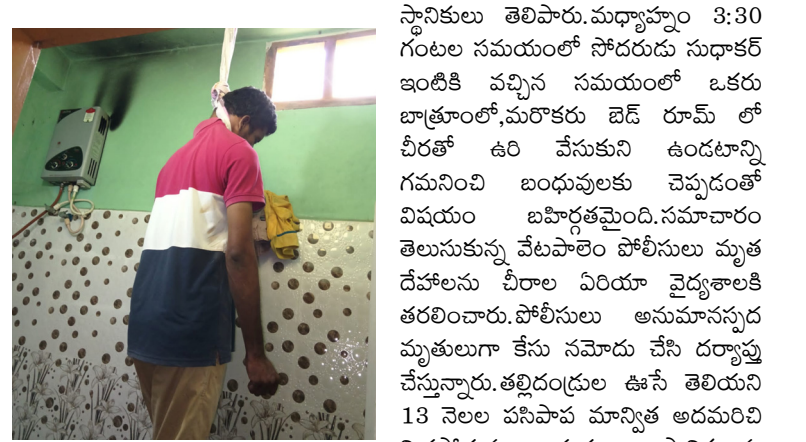 స్థానికులు తెలిపారు.మధ్యాహ్నం 3:30
గంటల సమయంలో సోదరుడు సుధాకర్
ఇంటికి వచ్చిన సమయంలో ఒకరు
బాత్రూంలో,మరొకరు బెడ్ రూమ్ లో
చీరతో ఉరి వేసుకుని ఉండటాన్ని
గమనించి బంధువులకు చెప్పడంతో
విషయం బహిర్గతమైంది.సమాచారం
తెలుసుకున్న వేటపాలెం పోలీసులు మృత
దేహాలను చీరాల ఏరియా వైద్యశాలకి
తరలించారు.పోలీసులు అనుమానస్పద
మృతులుగా కేసు నమోదు చేసి దర్యాప్తు
చేస్తున్నారు.తల్లిదండ్రుల ఊసే తెలియని
13 నెలల పసిపాప మాన్విత అదమరిచి